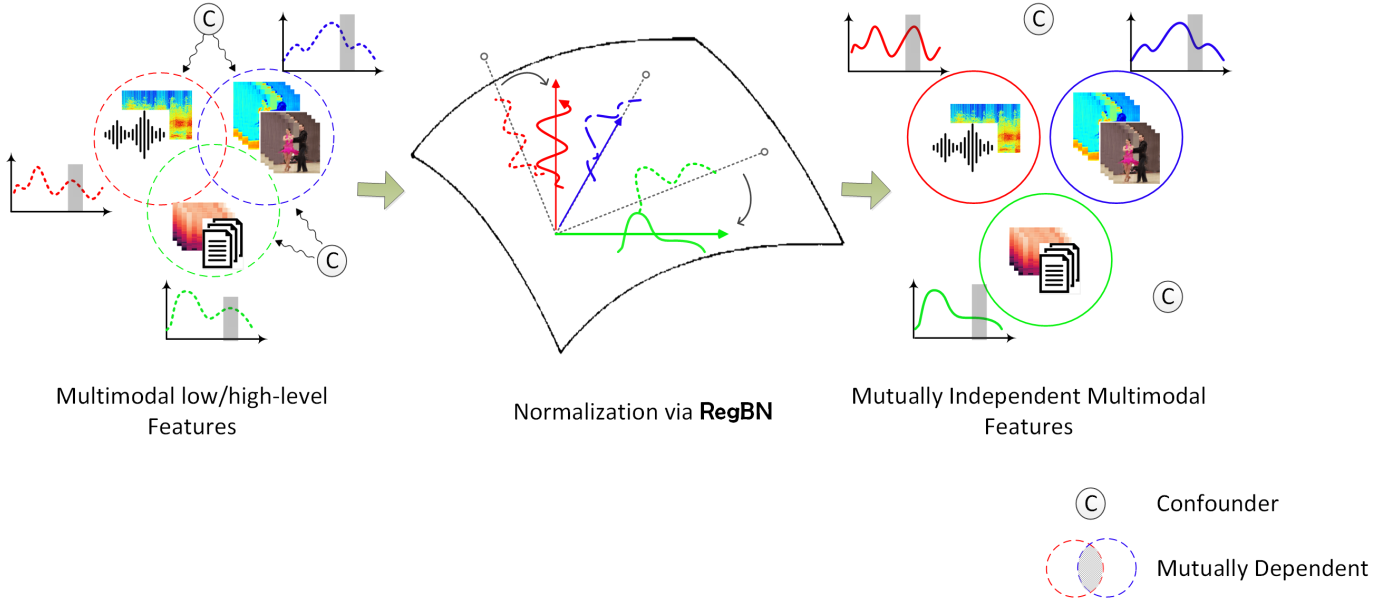 C
C
C
C
Multimodal low/high-level
Features
Normalization via RegBN
Mutually Independent Multimodal
Features
C Confounder
Mutually Dependent